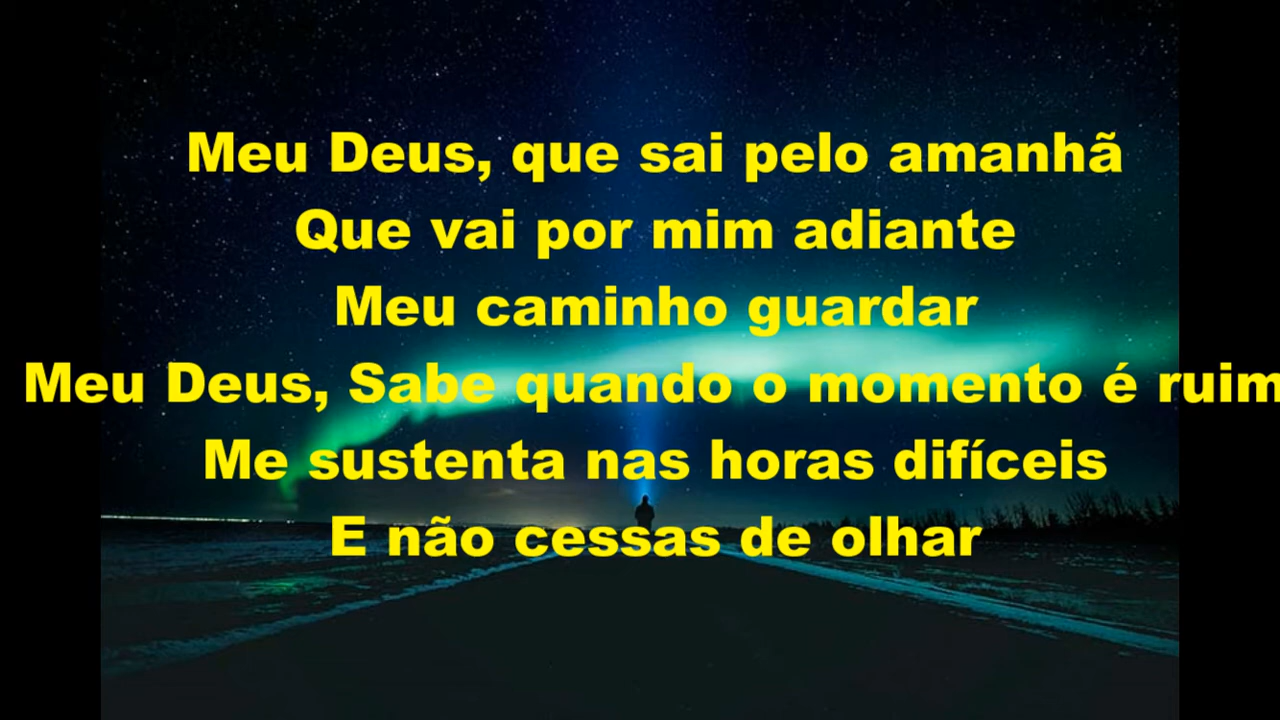 Meu Deus, que sai pelo amanhã
Que vai por mim adiante
Meu caminho guardar
Meu Deus, Sabe quando o momento é ruim
Me sustenta nas horas difíceis
E não cessas de olhar